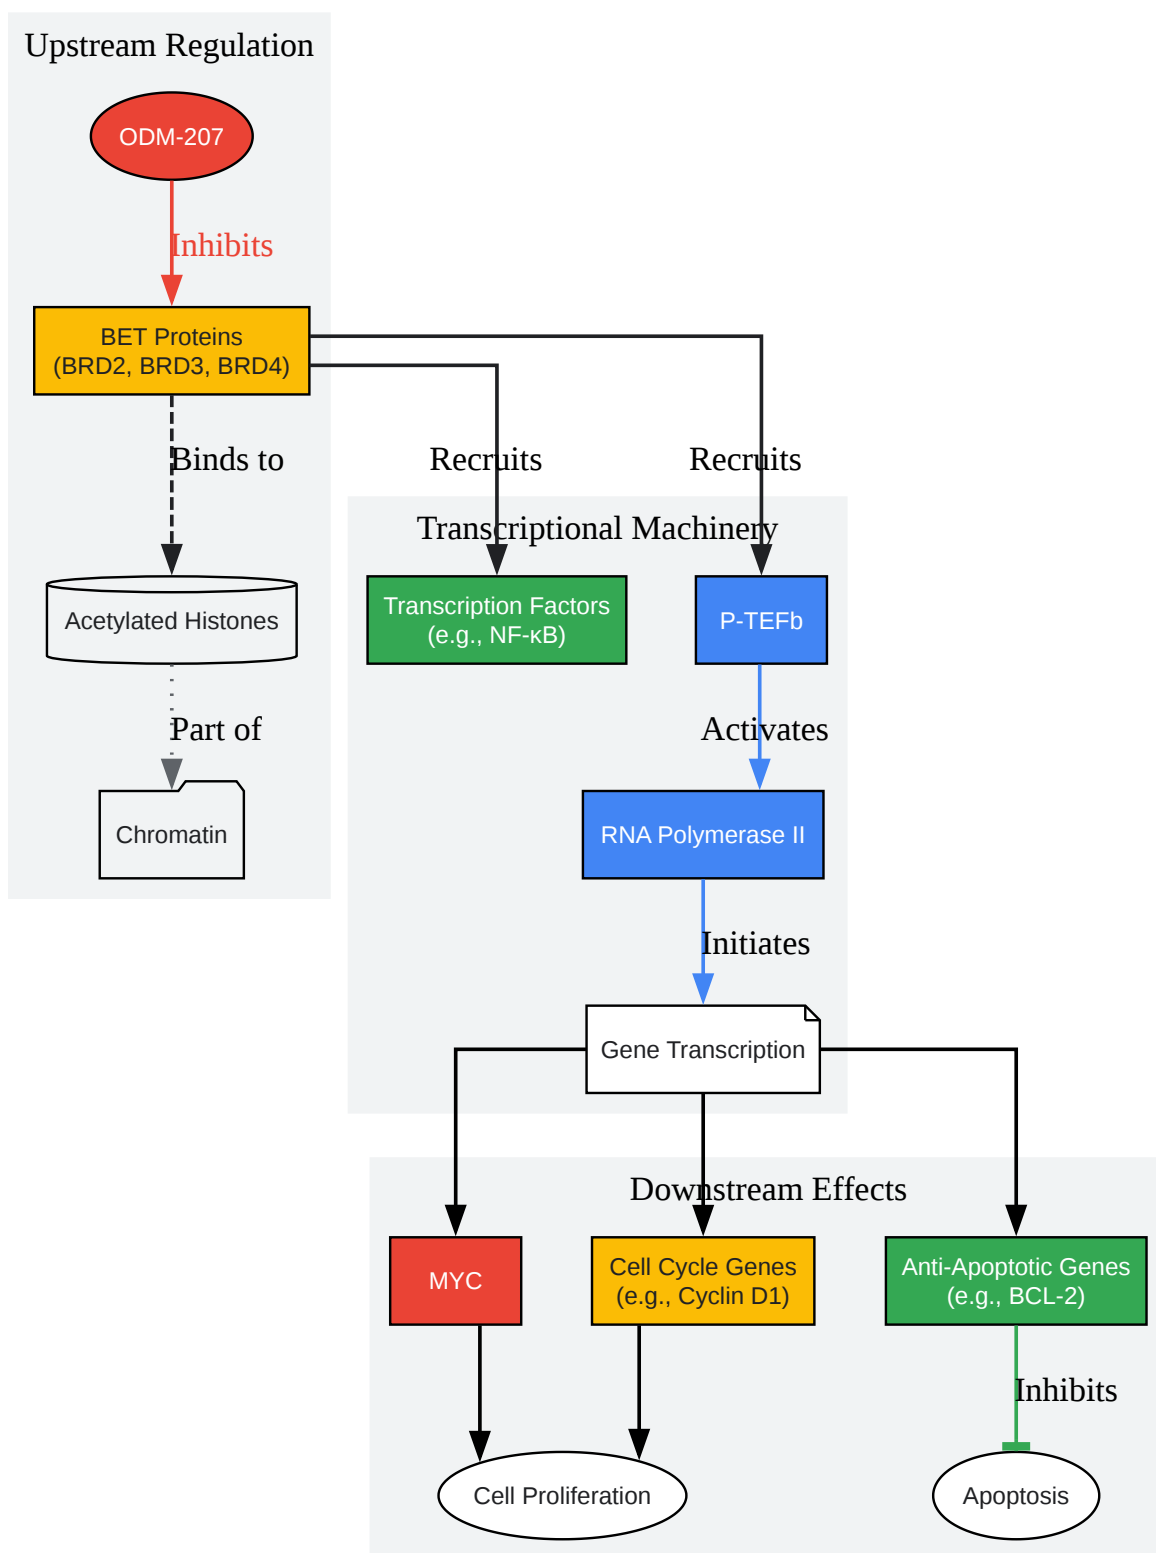 Upstream Regulation
ODM-207
Inhibits
BET Proteins
(BRD2, BRD3, BRD4)
Binds to
Recruits
Recruits
Transcriptional Machinery
Acetylated Histones
Transcription Factors
(e.g., NF-κB)
P-TEFb
Part of
Activates
Chromatin
RNA Polymerase II
Initiates
Gene Transcription
Downstream Effects
MYC
Cell Cycle Genes
(e.g., Cyclin D1)
Anti-Apoptotic Genes
(e.g., BCL-2)
Inhibits
Cell Proliferation
Apoptosis